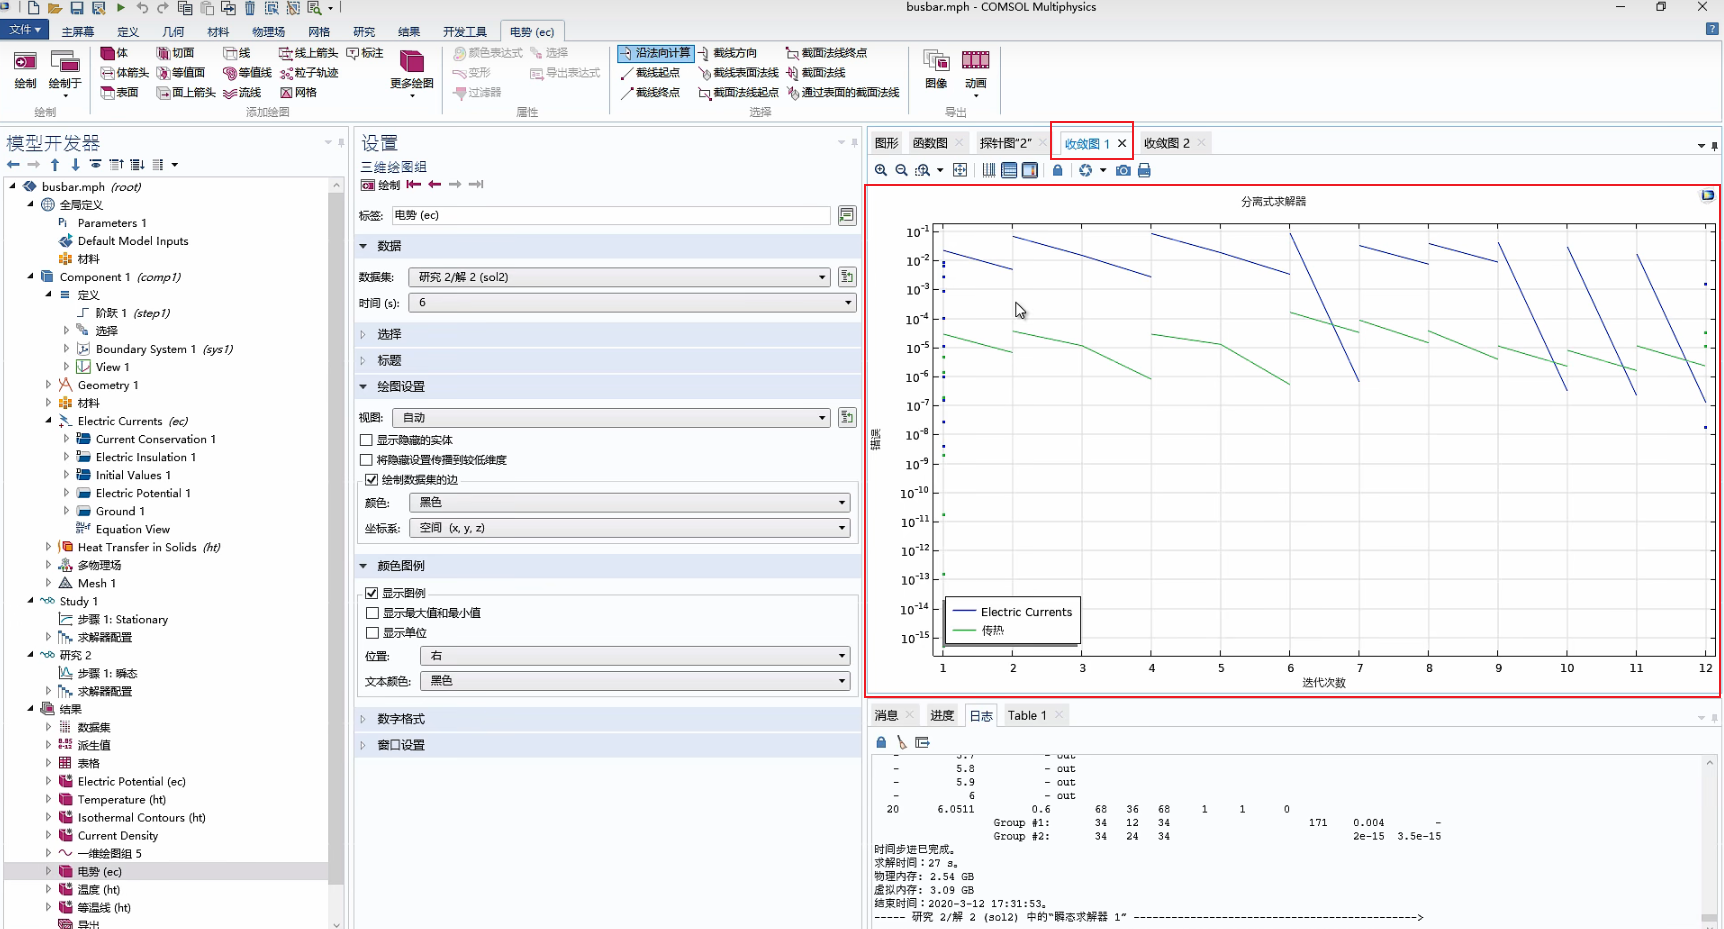 busbar.mph - COMSOL Multiphysics
文件 主屏幕 定义 几何 材料 物理场 网格 研究 结果 开发工具 电势 (ec)
绘制 绘制于
绘制
体 切面 线 线上箭头 标注
体箭头 等值面 等值线 粒子轨迹
表面 面上箭头 流线 网格
更多绘图
添加绘图
颜色表达式 选择
变形 导出表达式
过滤器
属性
沿法向计算 截线方向 截面法线终点
截线起点 截线表面法线 截面法线
截线终点 截面法线起点 通过表面的截面法线
选择
图像 动画
导出
模型开发器
busbar.mph (root)
全局定义
Pi Parameters 1
Default Model Inputs
材料
Component 1 (comp1)
定义
阶跃 1 (step1)
选择
Boundary System 1 (sys1)
View 1
Geometry 1
材料
Electric Currents (ec)
Current Conservation 1
Electric Insulation 1
Initial Values 1
Electric Potential 1
Ground 1
Equation View
Heat Transfer in Solids (ht)
多物理场
Mesh 1
Study 1
步骤 1: Stationary
求解器配置
研究 2
步骤 1: 瞬态
求解器配置
结果
数据集
派生值
表格
Electric Potential (ec)
Temperature (ht)
Isothermal Contours (ht)
Current Density
一维绘图组 5
电势 (ec)
温度 (ht)
等温线 (ht)
导出
设置
三维绘图组
绘制
标签: 电势 (ec)
数据
数据集: 研究 2/解 2 (sol2)
时间 (s): 6
选择
标题
绘图设置
视图: 自动
显示隐藏的实体
将隐藏设置传播到较低维度
绘制数据集的边
颜色: 黑色
坐标系: 空间 (x, y, z)
颜色图例
显示图例
显示最大值和最小值
显示单位
位置: 右
文本颜色: 黑色
数字格式
窗口设置
图形 函数图 探针图"2" 收敛图 1 收敛图 2
分离式求解器
10-1
10-2
10-3
10-4
10-5
10-6
10-7
10-8
10-9
10-10
10-11
10-12
10-13
10-14
10-15
错误
Electric Currents
传热
1 2 3 4 5 6 7 8 9 10 11 12
迭代次数
消息 进度 日志 Table 1
- 5.7 - out
- 5.8 - out
- 5.9 - out
- 6 - out
20 6.0511 0.6 68 36 68 1 1 0
Group #1: 34 12 34 171 0.004 -
Group #2: 34 24 34 2e-15 3.5e-15
时间步进已完成。
求解时间：27 s。
物理内存: 2.54 GB
虚拟内存: 3.09 GB
结束时间：2020-3-12 17:31:53。
----- 研究 2/解 2 (sol2) 中的"瞬态求解器 1" -------------------------------------------->